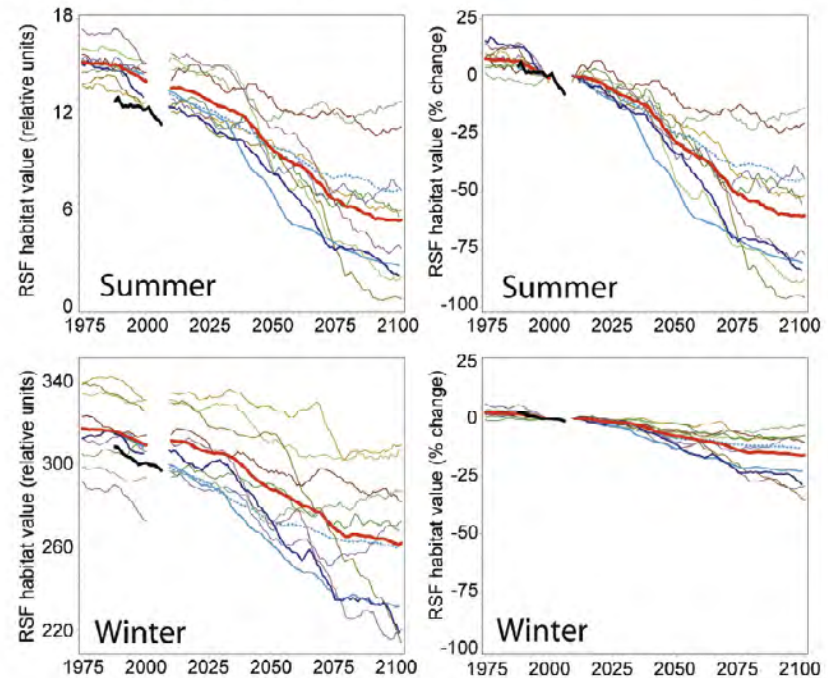 RSF habitat value (relative units)
18
12
6
0
Summer
1975 2000 2025 2050 2075 2100
RSF habitat value (% change)
25
0
-25
-50
-75
-100
Summer
1975 2000 2025 2050 2075 2100
RSF habitat value (relative units)
340
300
260
220
Winter
1975 2000 2025 2050 2075 2100
RSF habitat value (% change)
25
0
-25
-50
-75
-100
Winter
1975 2000 2025 2050 2075 2100